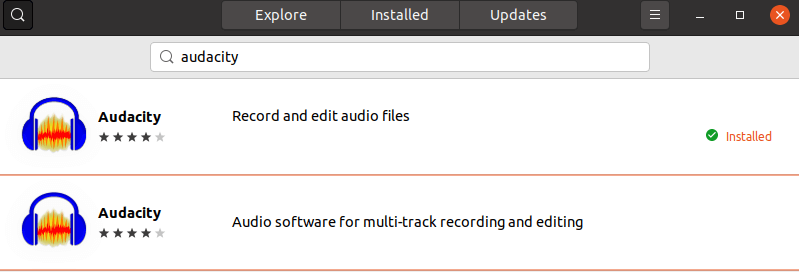 Explore Installed Updates
audacity
Audacity Record and edit audio files
Installed
Audacity
Audio software for multi-track recording and editing